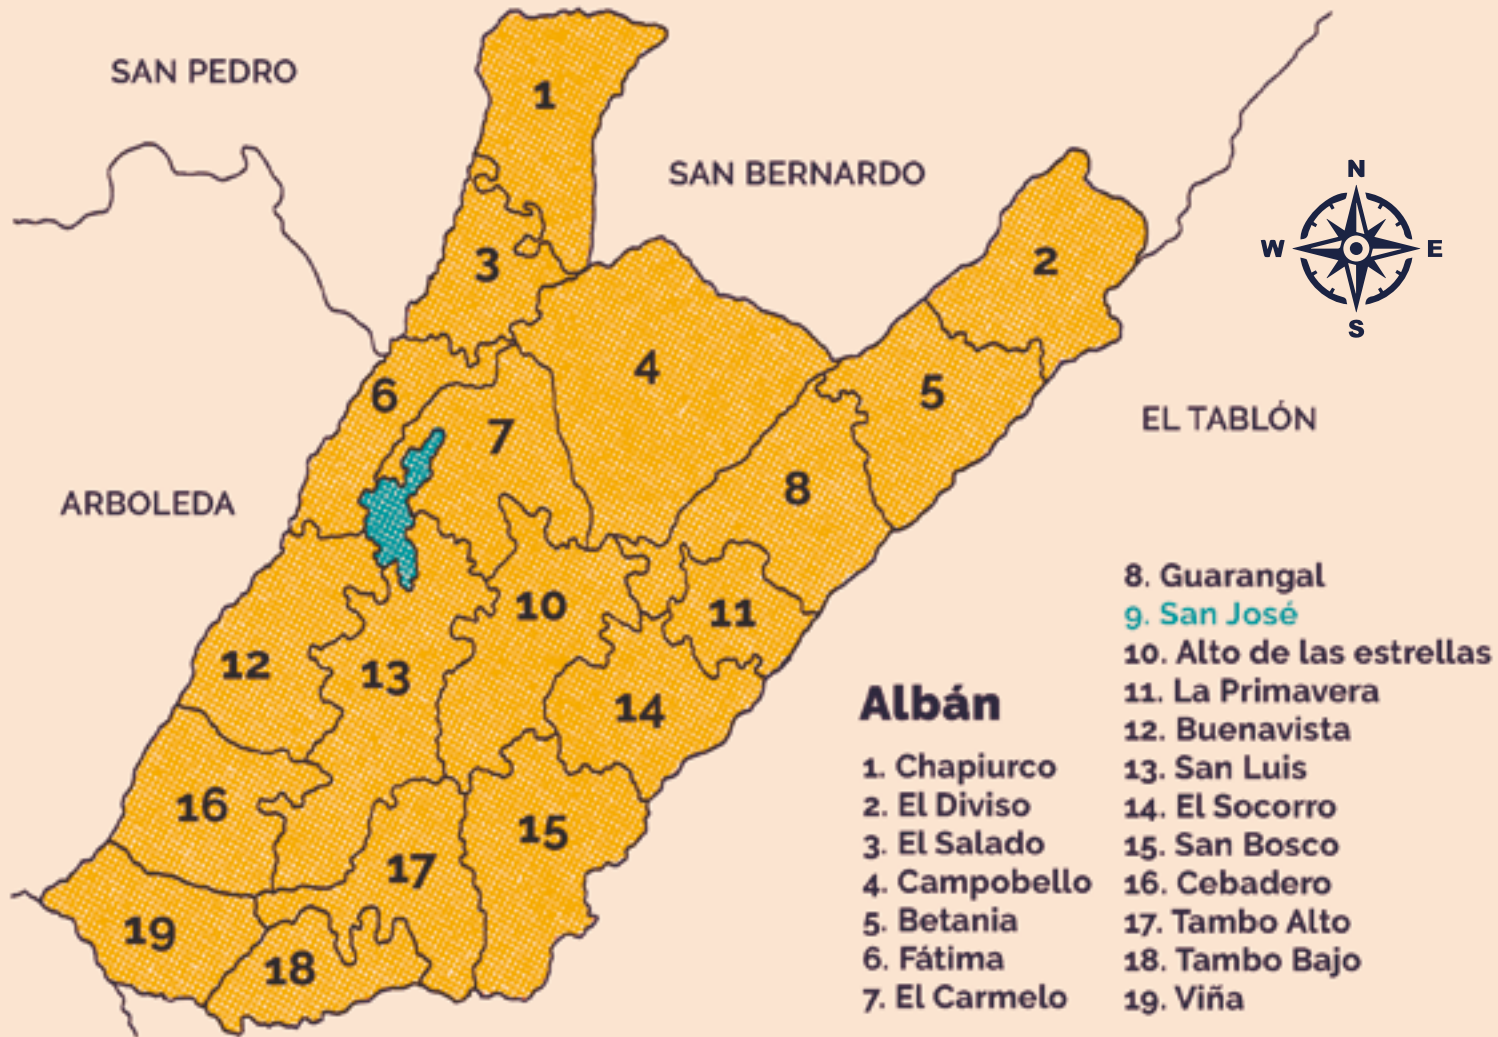 SAN PEDRO
1
SAN BERNARDO
N
W
E
S
2
3
4
5
6
7
EL TABLÓN
8
ARBOLEDA
10
11
12
13
14
15
16
17
18
19
Albán
1. Chapiurco
2. El Diviso
3. El Salado
4. Campobello
5. Betania
6. Fátima
7. El Carmelo
8. Guarangal
9. San José
10. Alto de las estrellas
11. La Primavera
12. Buenavista
13. San Luis
14. El Socorro
15. San Bosco
16. Cebadero
17. Tambo Alto
18. Tambo Bajo
19. Viña